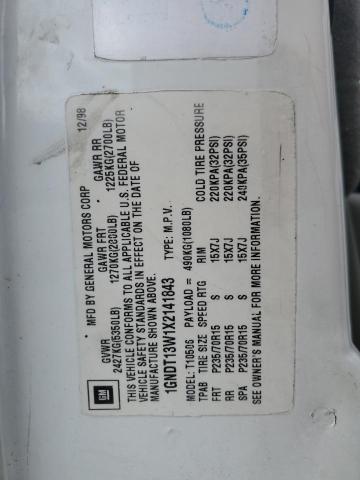 GM
MFD BY GENERAL MOTORS CORP
12/98
GVWR GAWR FRT GAWR RR
2427KG(5350LB) 1270KG(2800LB) 1225KG(2700LB)
THIS VEHICLE CONFORMS TO ALL APPLICABLE U.S. FEDERAL MOTOR
VEHICLE SAFETY STANDARDS IN EFFECT ON THE DATE OF
MANUFACTURE SHOWN ABOVE.
1GNDT13W1X2141843 TYPE: M.P.V.
MODEL: T10506 PAYLOAD = 490KG(1080LB)
TPAB TIRE SIZE SPEED RTG RIM COLD TIRE PRESSURE
FRT P235/70R15 S 15X7J 220KPA(32PSI)
RR P235/70R15 S 15X7J 220KPA(32PSI)
SPA P235/70R15 S 15X7J 240KPA(35PSI)
SEE OWNER'S MANUAL FOR MORE INFORMATION.